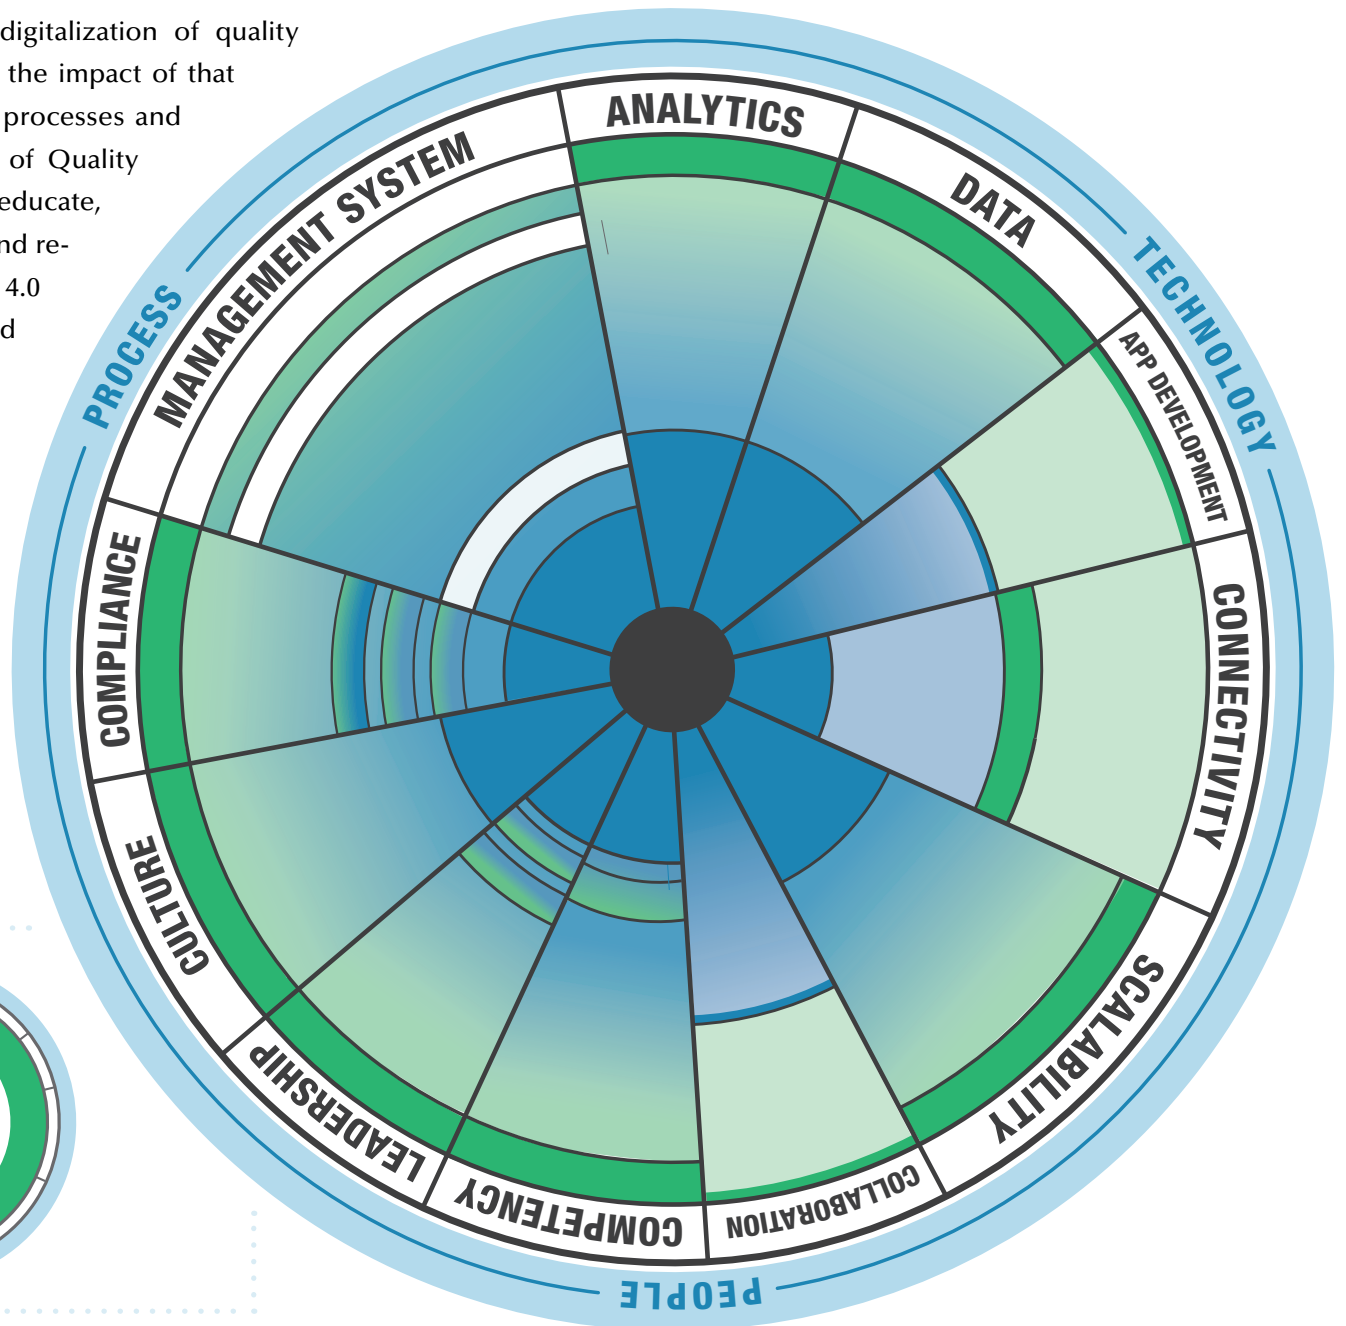 digitalization of quality
the impact of that
processes and
of Quality
educate,
nd re-
4.0
d
ANALYTICS
DATA
TECHNOLOGY
APP DEVELOPMENT
CONNECTIVITY
SCALABILITY
COLLABORATION
PEOPLE
COMPETENCY
LEADERSHIP
CULTURE
COMPLIANCE
PROCESS
MANAGEMENT SYSTEM